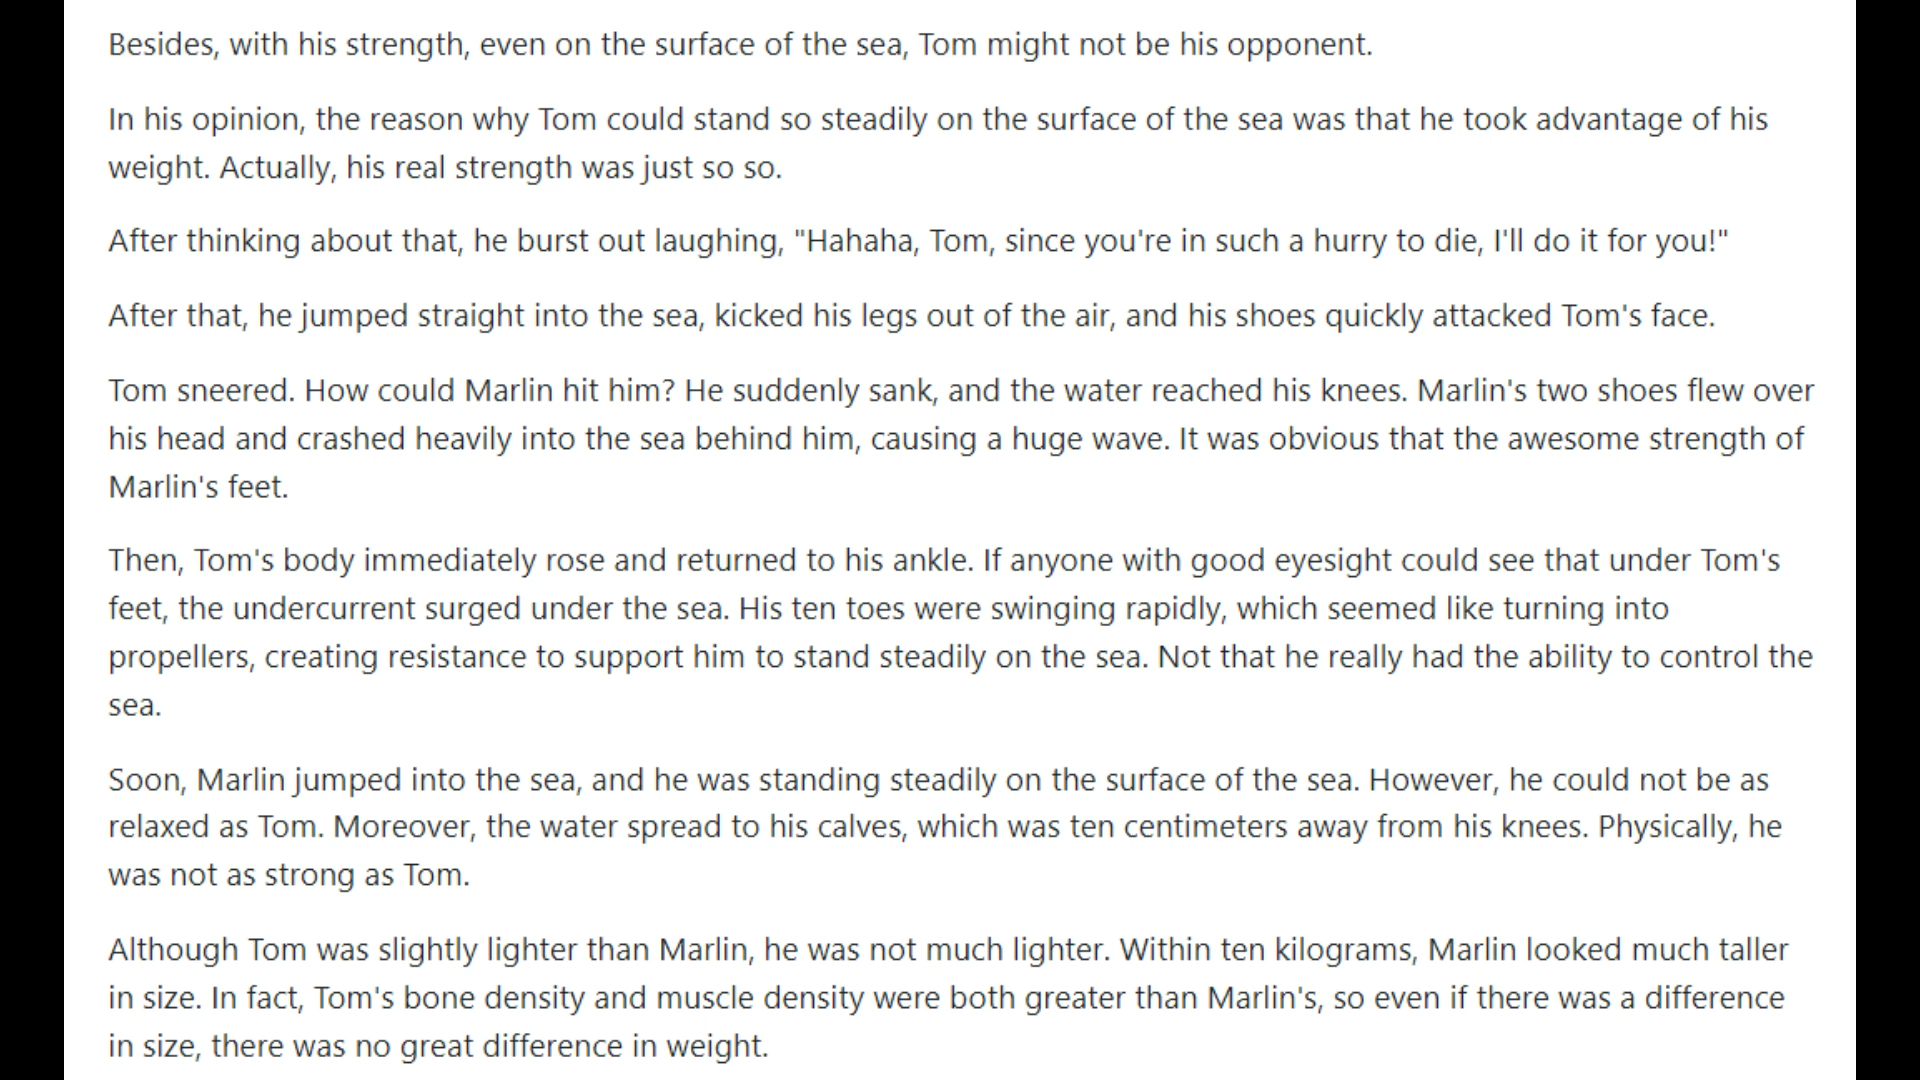 Besides, with his strength, even on the surface of the sea, Tom might not be his opponent.
In his opinion, the reason why Tom could stand so steadily on the surface of the sea was that he took advantage of his
weight. Actually, his real strength was just so so.
After thinking about that, he burst out laughing, "Hahaha, Tom, since you're in such a hurry to die, I'll do it for you!"
After that, he jumped straight into the sea, kicked his legs out of the air, and his shoes quickly attacked Tom's face.
Tom sneered. How could Marlin hit him? He suddenly sank, and the water reached his knees. Marlin's two shoes flew over
his head and crashed heavily into the sea behind him, causing a huge wave. It was obvious that the awesome strength of
Marlin's feet.
Then, Tom's body immediately rose and returned to his ankle. If anyone with good eyesight could see that under Tom's
feet, the undercurrent surged under the sea. His ten toes were swinging rapidly, which seemed like turning into
propellers, creating resistance to support him to stand steadily on the sea. Not that he really had the ability to control the
sea.
Soon, Marlin jumped into the sea, and he was standing steadily on the surface of the sea. However, he could not be as
relaxed as Tom. Moreover, the water spread to his calves, which was ten centimeters away from his knees. Physically, he
was not as strong as Tom.
Although Tom was slightly lighter than Marlin, he was not much lighter. Within ten kilograms, Marlin looked much taller
in size. In fact, Tom's bone density and muscle density were both greater than Marlin's, so even if there was a difference
in size, there was no great difference in weight.